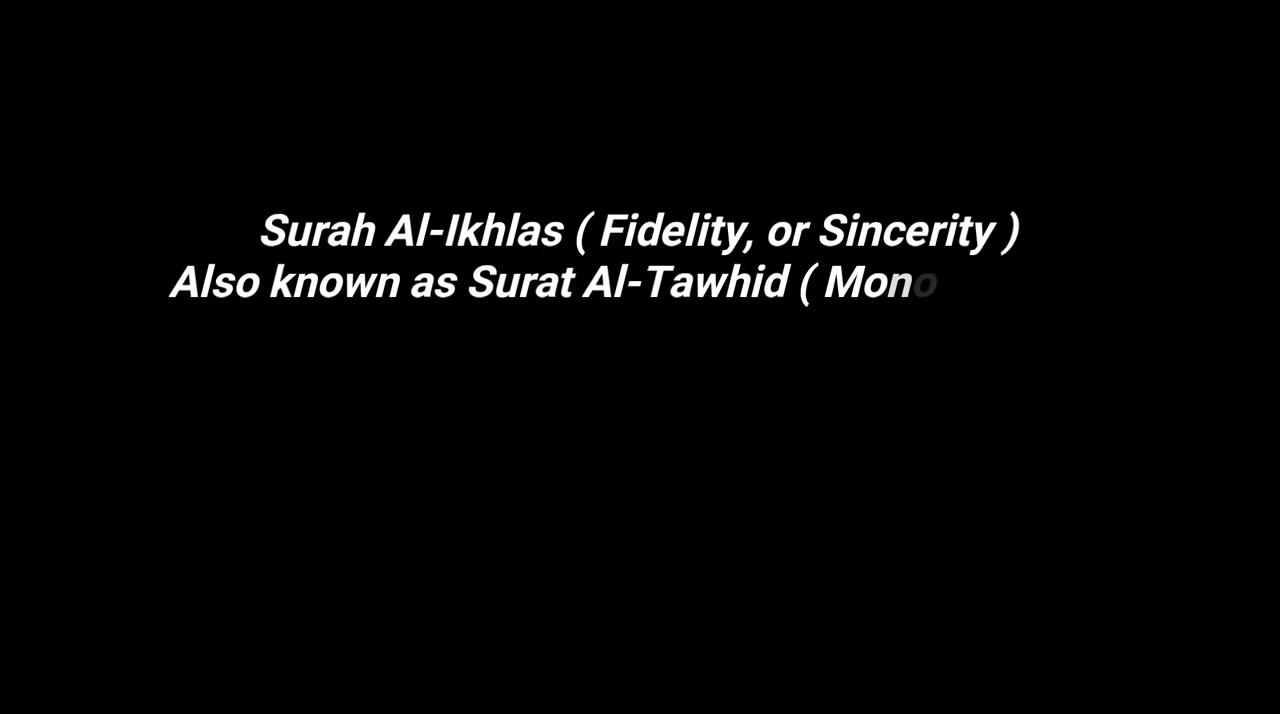 Surah Al-Ikhlas ( Fidelity, or Sincerity )
Also known as Surat Al-Tawhid ( Mono